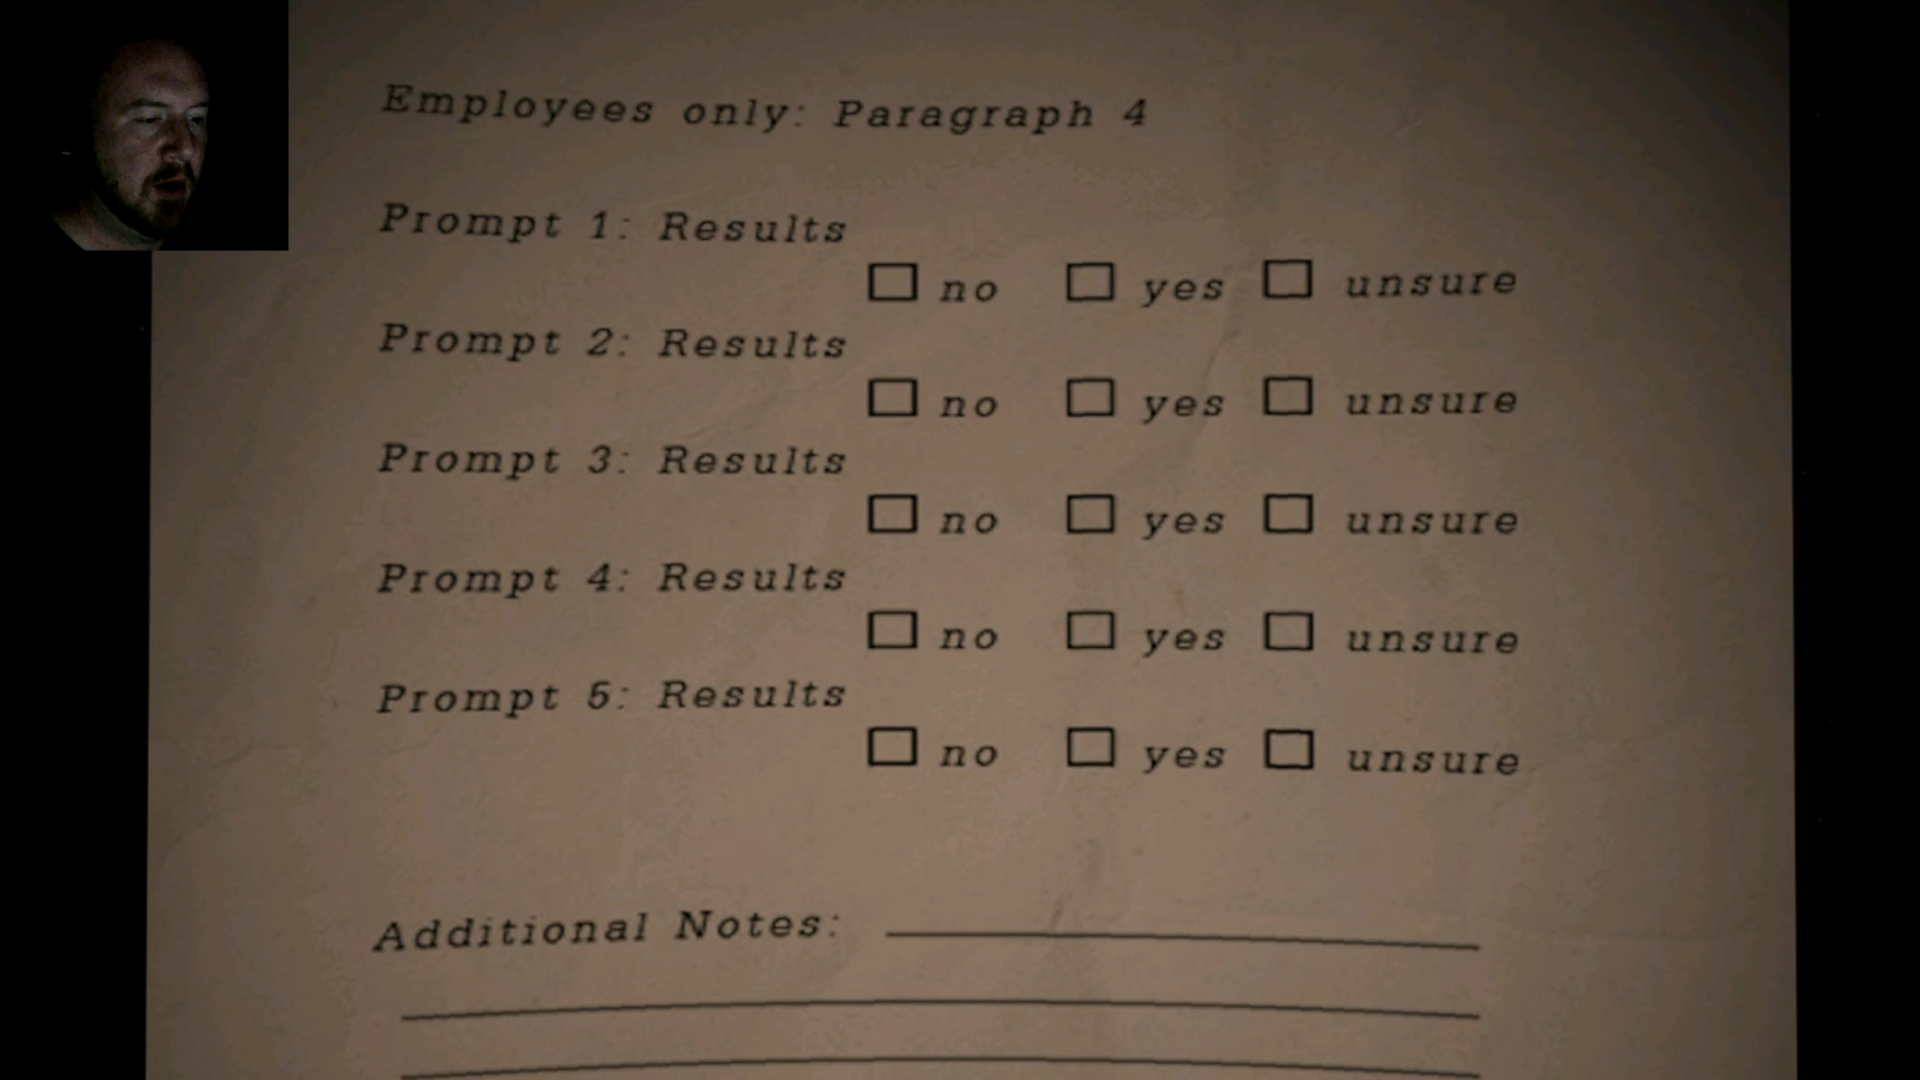 Employees only: Paragraph 4
Prompt 1: Results
no yes unsure
Prompt 2: Results
no yes unsure
Prompt 3: Results
no yes unsure
Prompt 4: Results
no yes unsure
Prompt 5: Results
no yes unsure
Additional Notes: